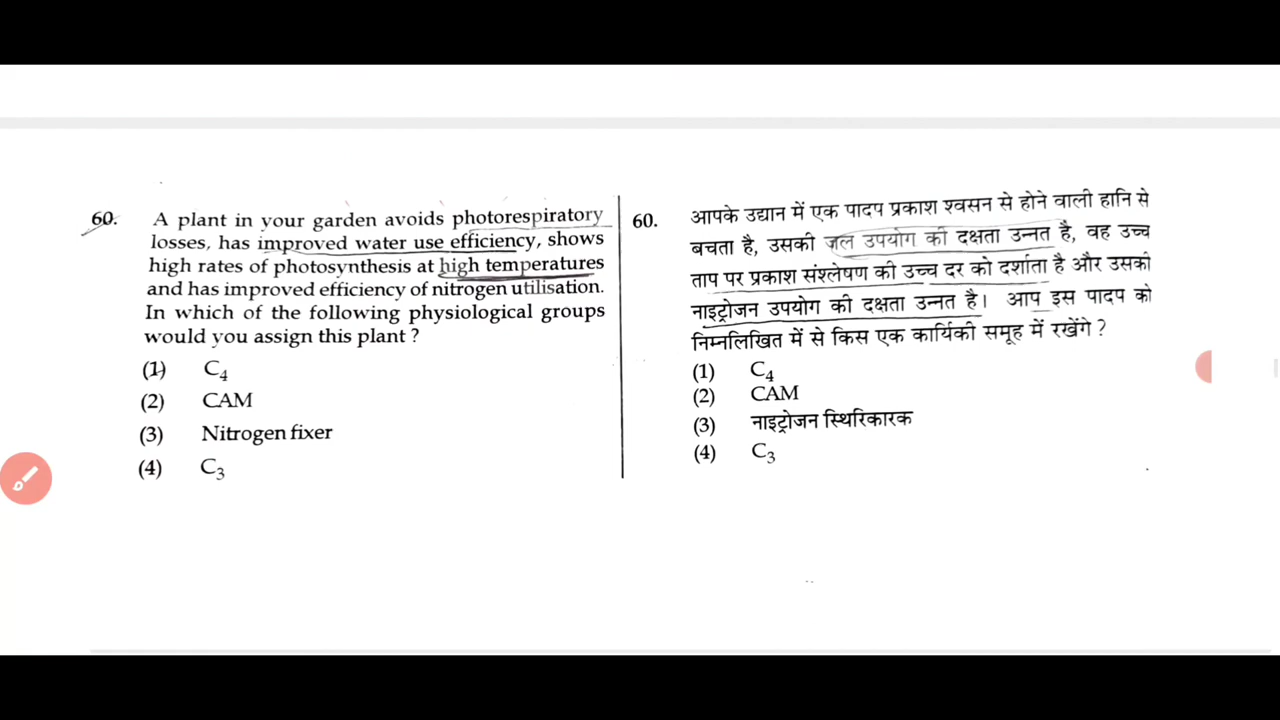 60. A plant in your garden avoids photorespiratory
losses, has improved water use efficiency, shows
high rates of photosynthesis at high temperatures
and has improved efficiency of nitrogen utilisation.
In which of the following physiological groups
would you assign this plant ?
(1) C₄
(2) CAM
(3) Nitrogen fixer
(4) C₃
60. आपके उद्यान में एक पादप प्रकाश श्वसन से होने वाली हानि से
बचता है, उसकी जल उपयोग की दक्षता उन्नत है, वह उच्च
ताप पर प्रकाश संश्लेषण की उच्च दर को दर्शाता है और उसकी
नाइट्रोजन उपयोग की दक्षता उन्नत है। आप इस पादप को
निम्नलिखित में से किस एक कार्यिकी समूह में रखेंगे ?
(1) C₄
(2) CAM
(3) नाइट्रोजन स्थिरिकारक
(4) C₃